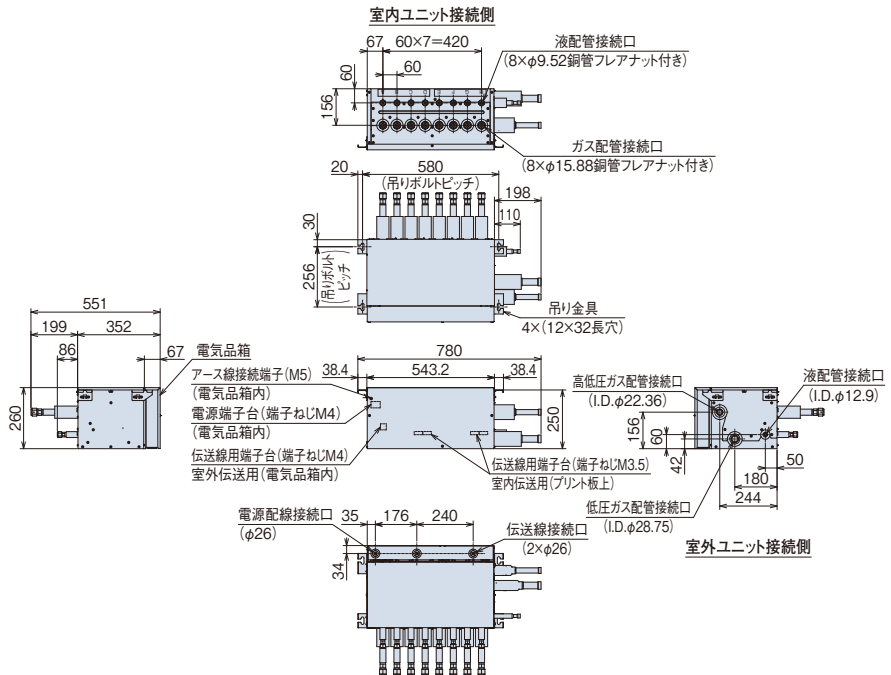 室内ユニット接続側
67
60×7=420
60
60
156
液配管接続口
(8×φ9.52銅管フレアナット付き)
ガス配管接続口
(8×φ15.88銅管フレアナット付き)
20
580
(吊りボルトピッチ)
198
110
30
256
(吊りボルト
ピッチ)
吊り金具
4×(12×32長穴)
551
199
352
86
67
260
電気品箱
アース線接続端子(M5)
(電気品箱内)
電源端子台(端子ねじM4)
(電気品箱内)
伝送線用端子台(端子ねじM4)
室外伝送用(電気品箱内)
780
38.4
543.2
38.4
250
伝送線用端子台(端子ねじM3.5)
室内伝送用(プリント板上)
高低圧ガス配管接続口
(I.D.φ22.36)
液配管接続口
(I.D.φ12.9)
156
60
42
50
180
244
低圧ガス配管接続口
(I.D.φ28.75)
室外ユニット接続側
電源配線接続口
(φ26)
35
176
240
34
伝送線接続口
(2×φ26)